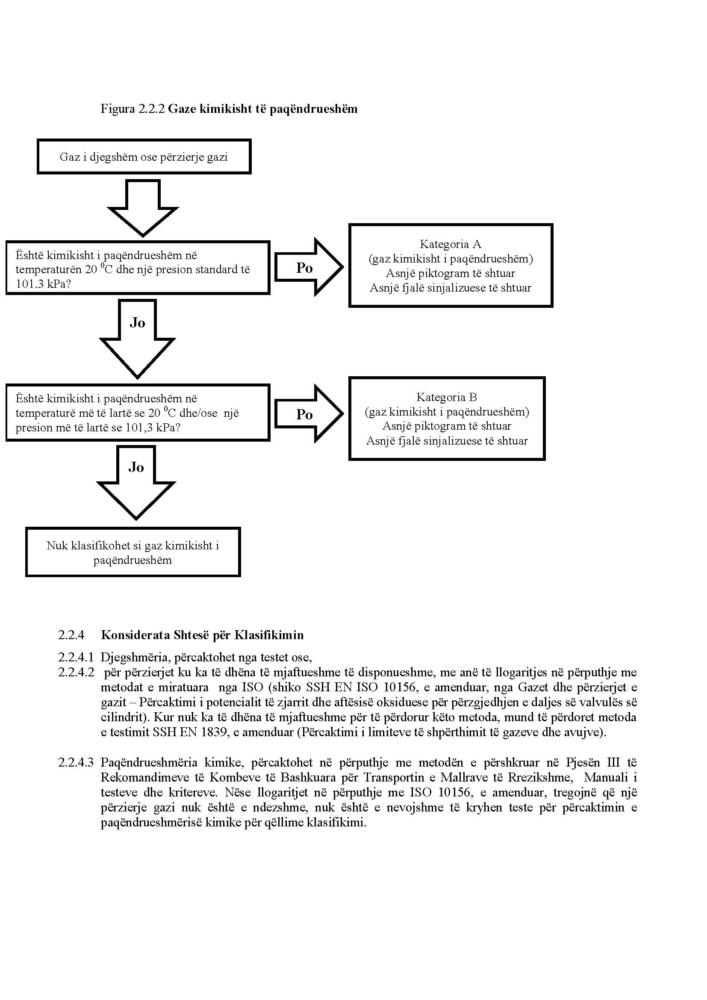 Figura 2.2.2 Gaze kimikisht të paqëndrueshëm
Gaz i djegshëm ose përzierje gazi
Është kimikisht i paqëndrueshëm në
temperaturën 20 ⁰C dhe një presion standard të
101,3 kPa?
Po
Kategoria A
(gaz kimikisht i paqëndrueshëm)
Asnjë piktogram të shtuar
Asnjë fjalë sinjalizuese të shtuar
Jo
Është kimikisht i paqëndrueshëm në
temperaturë më të lartë se 20 ⁰C dhe/ose një
presion më të lartë se 101,3 kPa?
Po
Kategoria B
(gaz kimikisht i paqëndrueshëm)
Asnjë piktogram të shtuar
Asnjë fjalë sinjalizuese të shtuar
Jo
Nuk klasifikohet si gaz kimikisht i
paqëndrueshëm
2.2.4 Konsiderata Shtesë për Klasifikimin
2.2.4.1 Djegshmëria, përcaktohet nga testet ose,
2.2.4.2 për përzierjet ku ka të dhëna të mjaftueshme të disponueshme, me anë të llogaritjes në përputhje me
metodat e miratuara nga ISO (shiko SSH EN ISO 10156, e amenduar, nga Gazet dhe përzierjet e
gazit – Përcaktimi i potencialit të zjarrit dhe aftësisë oksiduese për përzgjedhjen e daljes së valvulës së
cilindrit). Kur nuk ka të dhëna të mjaftueshme për të përdorur këto metoda, mund të përdoret metoda
e testimit SSH EN 1839, e amenduar (Përcaktimi i limiteve të shpërthimit të gazeve dhe avujve).
2.2.4.3 Paqëndrueshmëria kimike, përcaktohet në përputhje me metodën e përshkruar në Pjesën III të
Rekomandimeve të Kombeve të Bashkuara për Transportin e Mallrave të Rrezikshme, Manuali i
testeve dhe kritereve. Nëse llogaritjet në përputhje me ISO 10156, e amenduar, tregojnë që një
përzierje gazi nuk është e ndezshme, nuk është e nevojshme të kryhen teste për përcaktimin e
paqëndrueshmërisë kimike për qëllime klasifikimi.